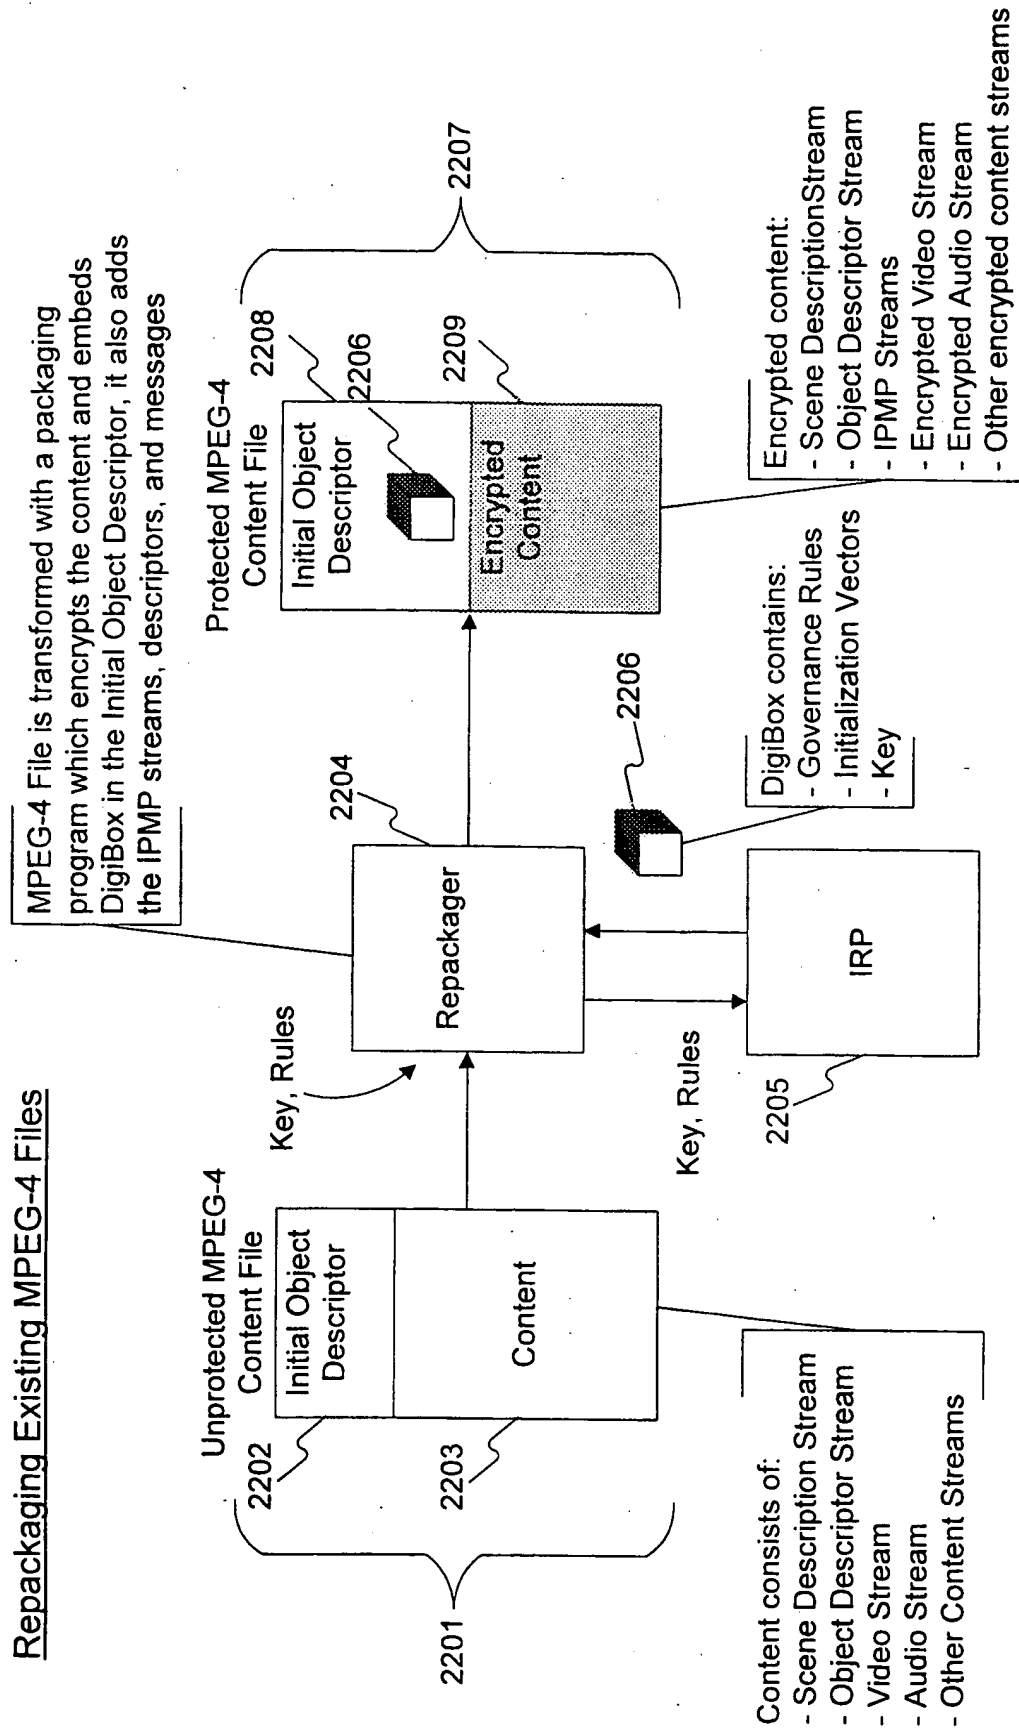 Repackaging Existing MPEG-4 Files
MPEG-4 File is transformed with a packaging
program which encrypts the content and embeds
DigiBox in the Initial Object Descriptor, it also adds
the IPMP streams, descriptors, and messages
Unprotected MPEG-4
Content File
Initial Object
Descriptor
Content
2202
2203
2201
Content consists of:
- Scene Description Stream
- Object Descriptor Stream
- Video Stream
- Audio Stream
- Other Content Streams
Key, Rules
Repackager
2204
Key, Rules
IRP
2205
2206
DigiBox contains:
- Governance Rules
- Initialization Vectors
- Key
Protected MPEG-4
Content File
Initial Object
Descriptor
Encrypted
Content
2208
2206
2209
2207
Encrypted content:
- Scene DescriptionStream
- Object Descriptor Stream
- IPMP Streams
- Encrypted Video Stream
- Encrypted Audio Stream
- Other encrypted content streams